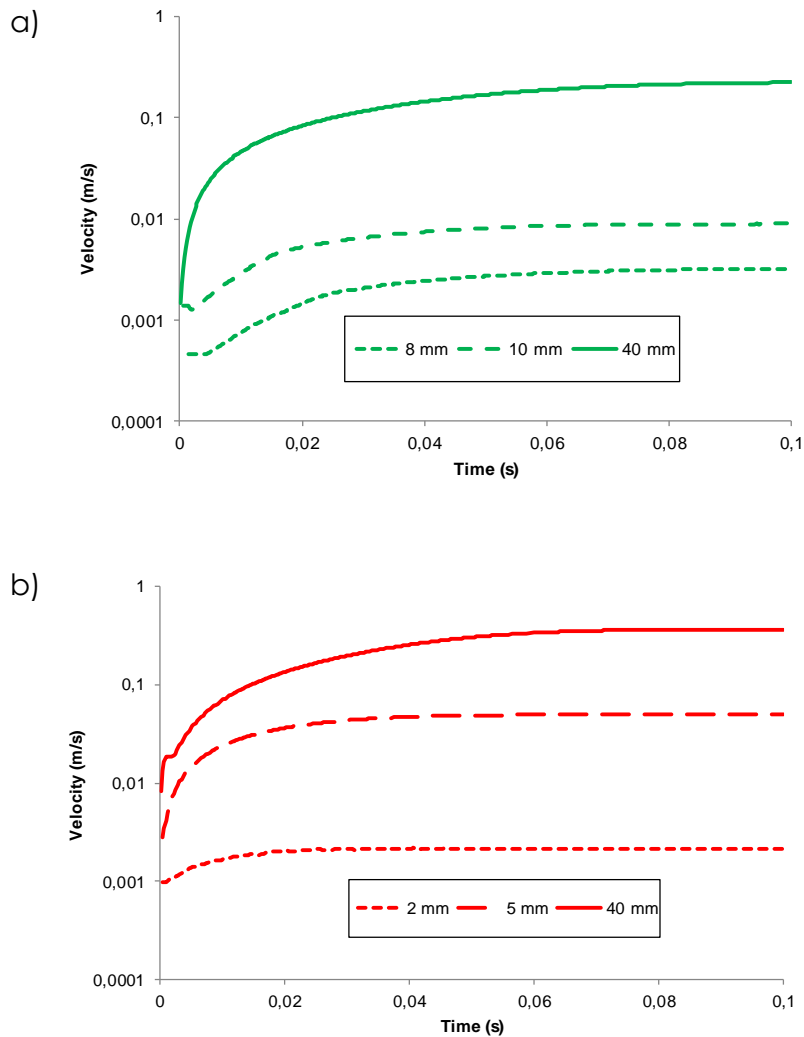 a)
1
0,1
0,01
0,001
0,0001
Velocity (m/s)
8 mm 10 mm 40 mm
0 0,02 0,04 0,06 0,08 0,1
Time (s)
b)
1
0,1
0,01
0,001
0,0001
Velocity (m/s)
2 mm 5 mm 40 mm
0 0,02 0,04 0,06 0,08 0,1
Time (s)